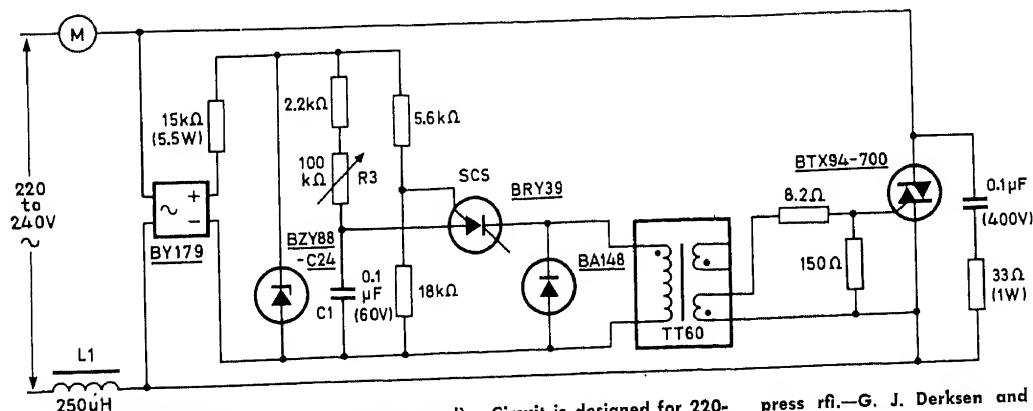 M
220
to
240V
~
L1
250μH
~
+
−
BY179
15kΩ
(5.5W)
BZY88
-C24
2.2kΩ
100
kΩ
R3
0.1
μF
(60V)
C1
5.6kΩ
18kΩ
SCS
BRY39
BA148
TT60
8.2Ω
150Ω
BTX94-700
0.1μF
(400V)
33Ω
(1W)
Circuit is designed for 220-
press rfi.—G. J. Derksen and